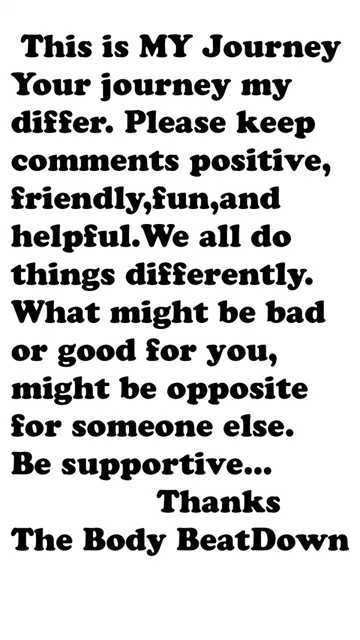 This is MY Journey
Your journey my
differ. Please keep
comments positive,
friendly,fun,and
helpful.We all do
things differently.
What might be bad
or good for you,
might be opposite
for someone else.
Be supportive...
Thanks
The Body BeatDown